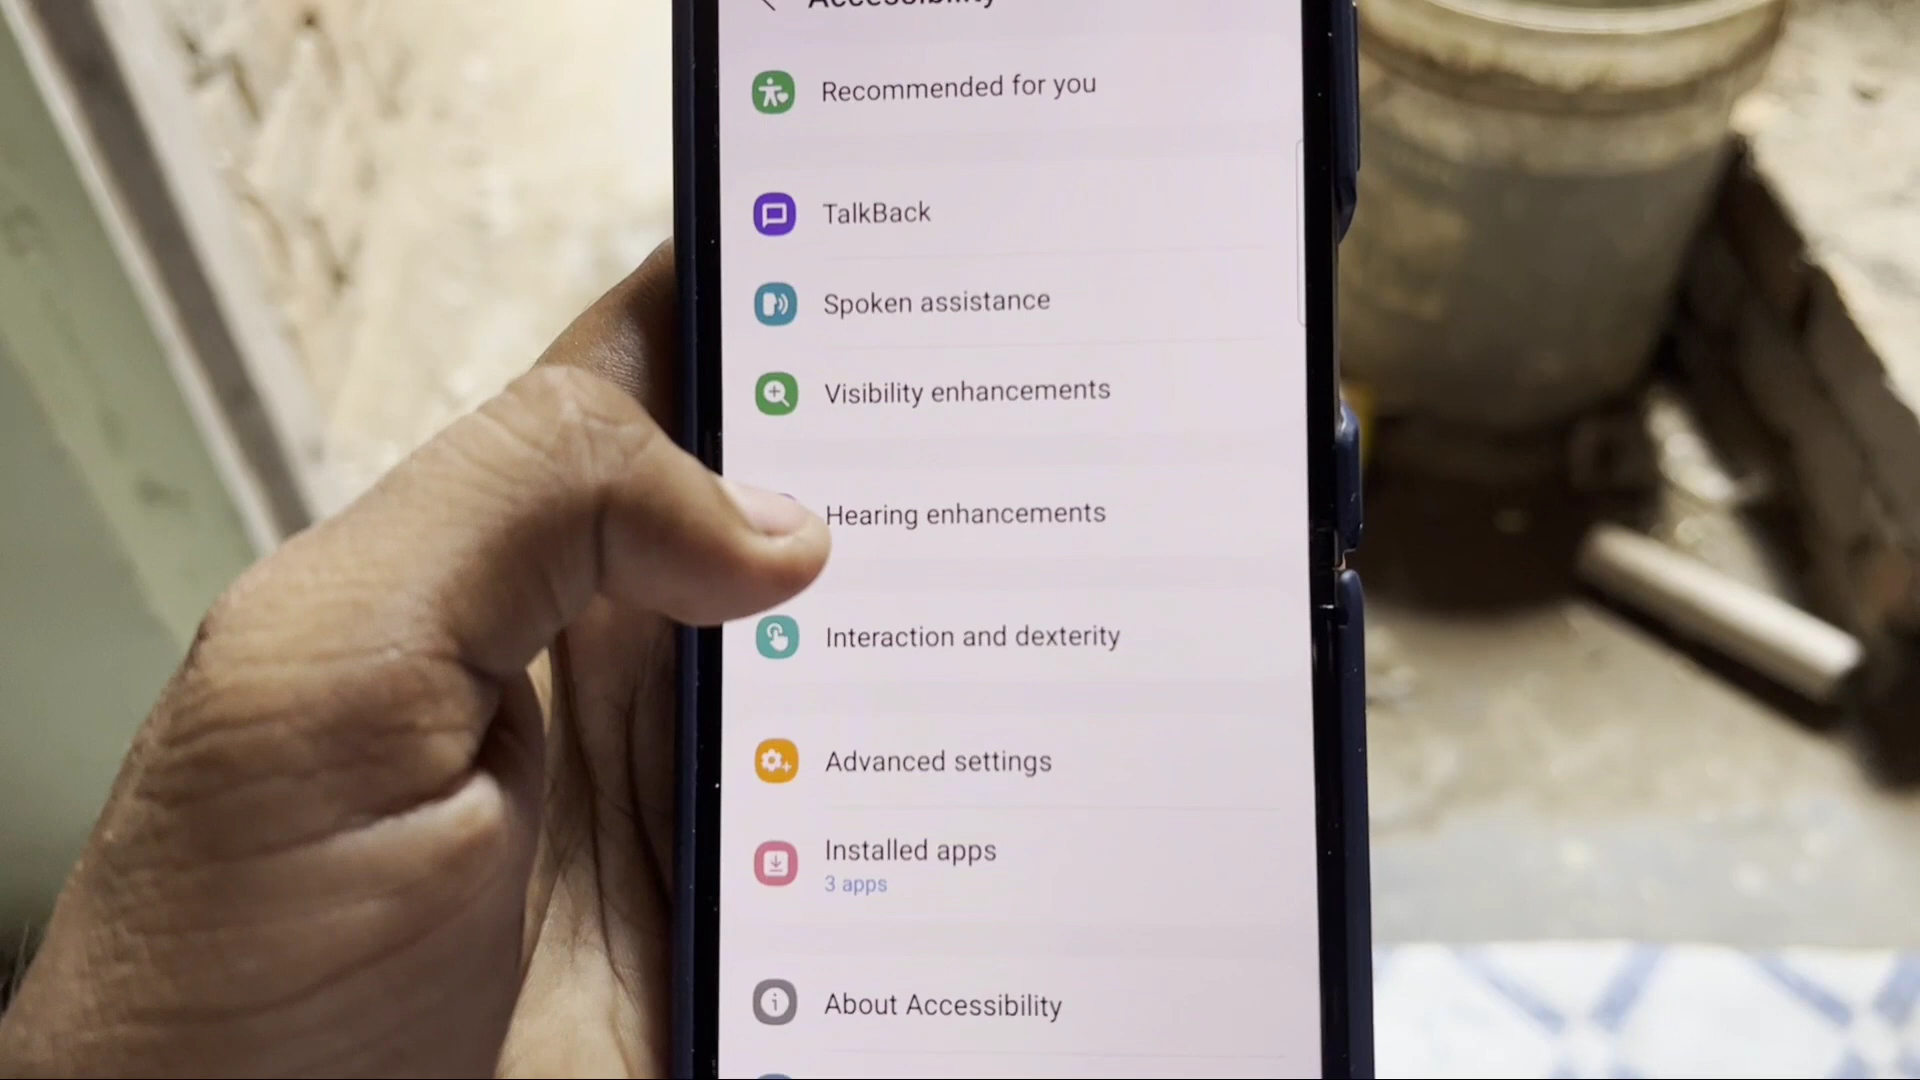 Accessibility
Recommended for you
TalkBack
Spoken assistance
Visibility enhancements
Hearing enhancements
Interaction and dexterity
Advanced settings
Installed apps
3 apps
About Accessibility